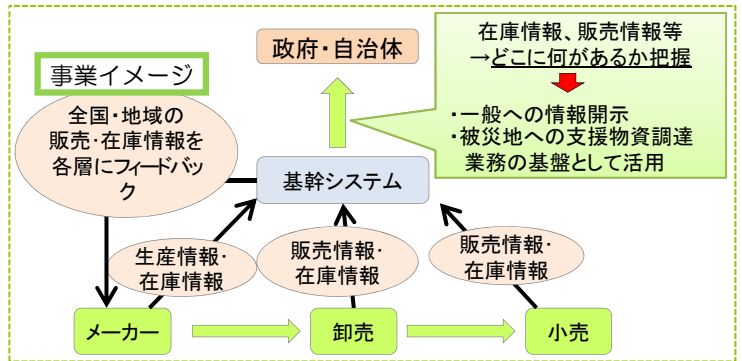 事業イメージ
政府・自治体
在庫情報、販売情報等
→どこに何があるか把握
・一般への情報開示
・被災地への支援物資調達
業務の基盤として活用
全国・地域の
販売・在庫情報を
各層にフィードバッ
ク
基幹システム
生産情報・
在庫情報
販売情報・
在庫情報
販売情報・
在庫情報
メーカー
卸売
小売